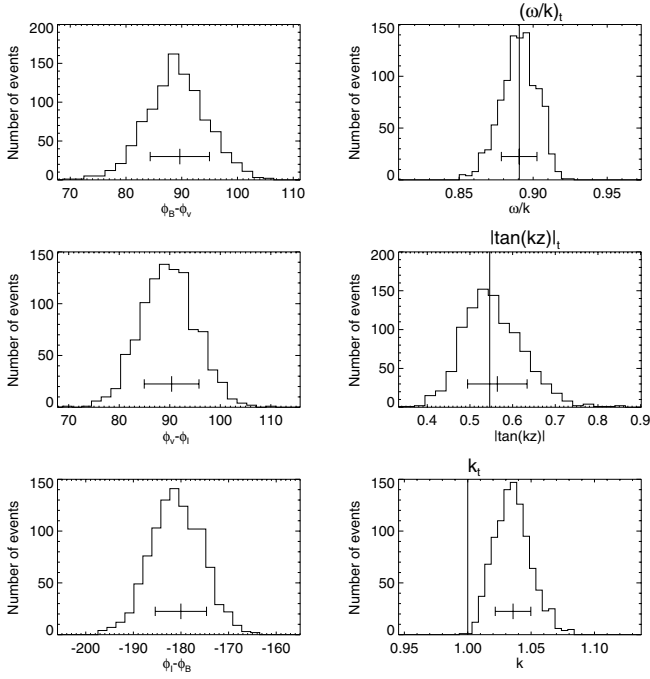 200
150
100
50
0
Number of events
70 80 90 100 110
ϕB-ϕv
(ω/k)t
150
100
50
0
Number of events
0.85 0.90 0.95
ω/k
150
100
50
0
Number of events
70 80 90 100 110
ϕv-ϕI
|tan(kz)|t
200
150
100
50
0
Number of events
0.4 0.5 0.6 0.7 0.8 0.9
|tan(kz)|
150
100
50
0
Number of events
-200 -190 -180 -170 -160
ϕI-ϕB
kt
150
100
50
0
Number of events
0.95 1.00 1.05 1.10
k